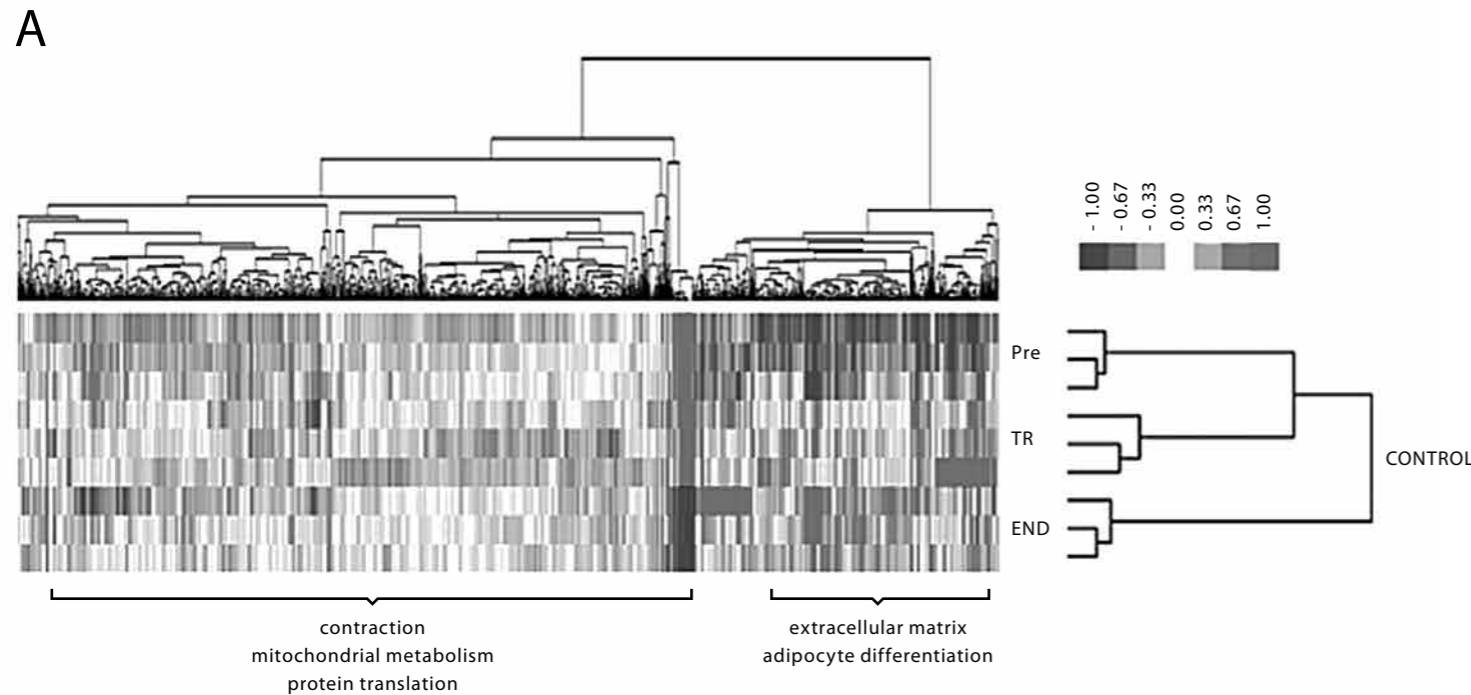 A
- 1.00
- 0.67
- 0.33
0.00
0.33
0.67
1.00
Pre
TR
END
CONTROL
contraction
mitochondrial metabolism
protein translation
extracellular matrix
adipocyte differentiation